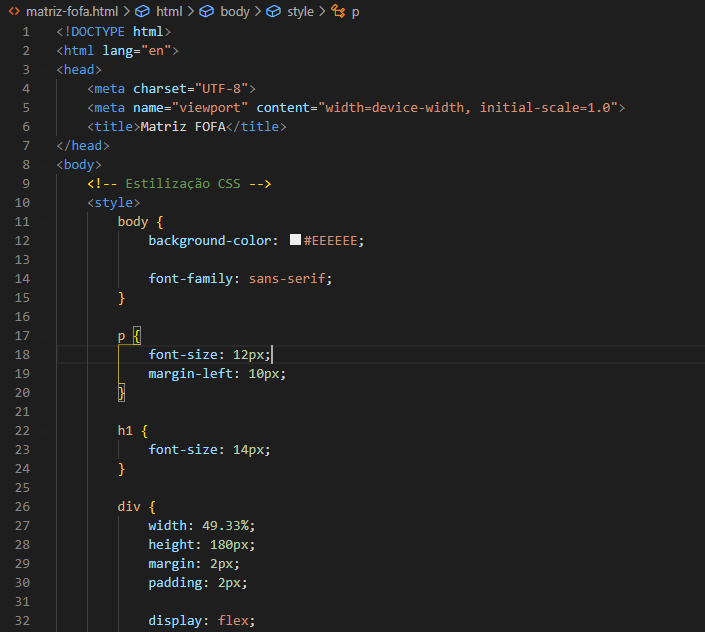 matriz-fofa.html > html > body > style > p
1 <!DOCTYPE html>
2 <html lang="en">
3 <head>
4 <meta charset="UTF-8">
5 <meta name="viewport" content="width=device-width, initial-scale=1.0">
6 <title>Matriz FOFA</title>
7 </head>
8 <body>
9 <!-- Estilização CSS -->
10 <style>
11 body {
12 background-color: #EEEEEE;
13
14 font-family: sans-serif;
15 }
16
17 p {
18 font-size: 12px;
19 margin-left: 10px;
20 }
21
22 h1 {
23 font-size: 14px;
24 }
25
26 div {
27 width: 49.33%;
28 height: 180px;
29 margin: 2px;
30 padding: 2px;
31
32 display: flex;